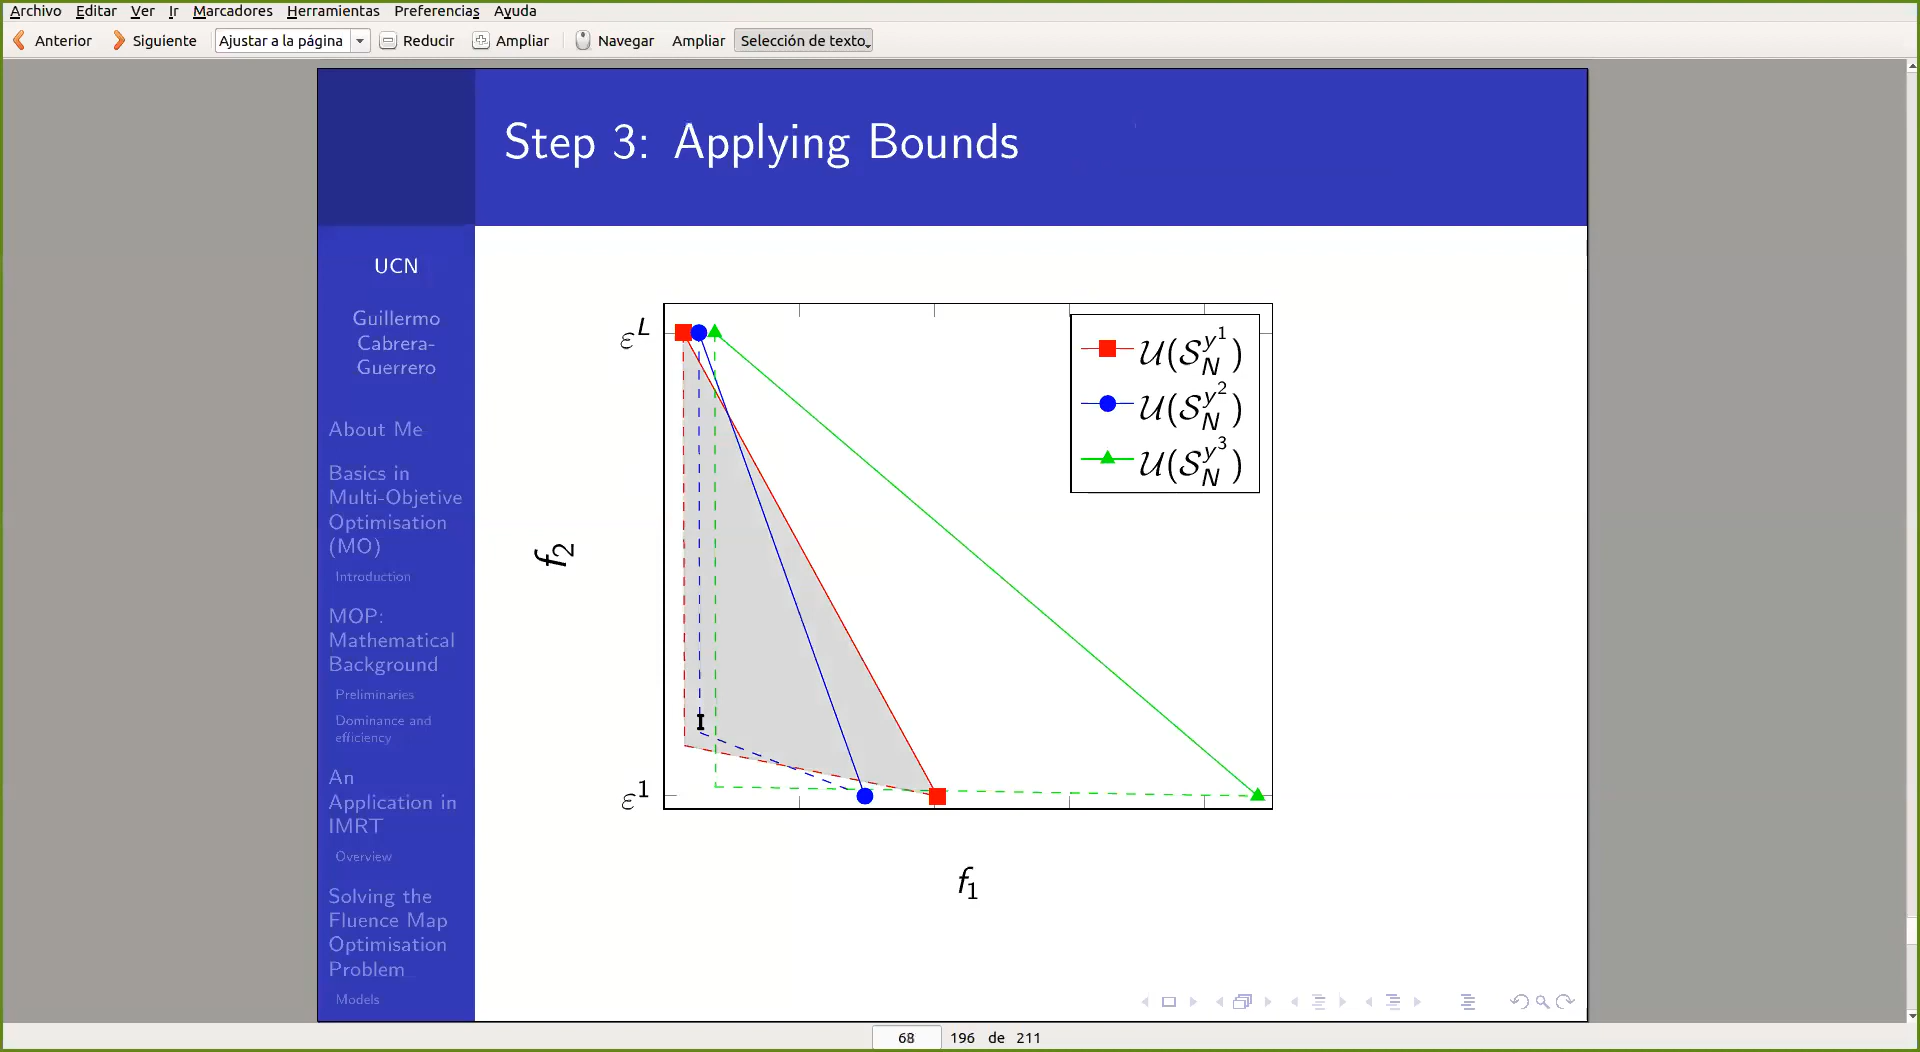 Archivo Editar Ver Ir Marcadores Herramientas Preferencias Ayuda
Anterior Siguiente Ajustar a la página Reducir Ampliar Navegar Ampliar Selección de texto
Step 3: Applying Bounds
UCN
Guillermo
Cabrera-
Guerrero
About Me
Basics in
Multi-Objetive
Optimisation
(MO)
Introduction
MOP:
Mathematical
Background
Preliminaries
Dominance and
efficiency
An
Application in
IMRT
Overview
Solving the
Fluence Map
Optimisation
Problem
Models
ε^L
ε^1
f_2
f_1
𝒰(𝒮_N^{y^1})
𝒰(𝒮_N^{y^2})
𝒰(𝒮_N^{y^3})
68 196 de 211